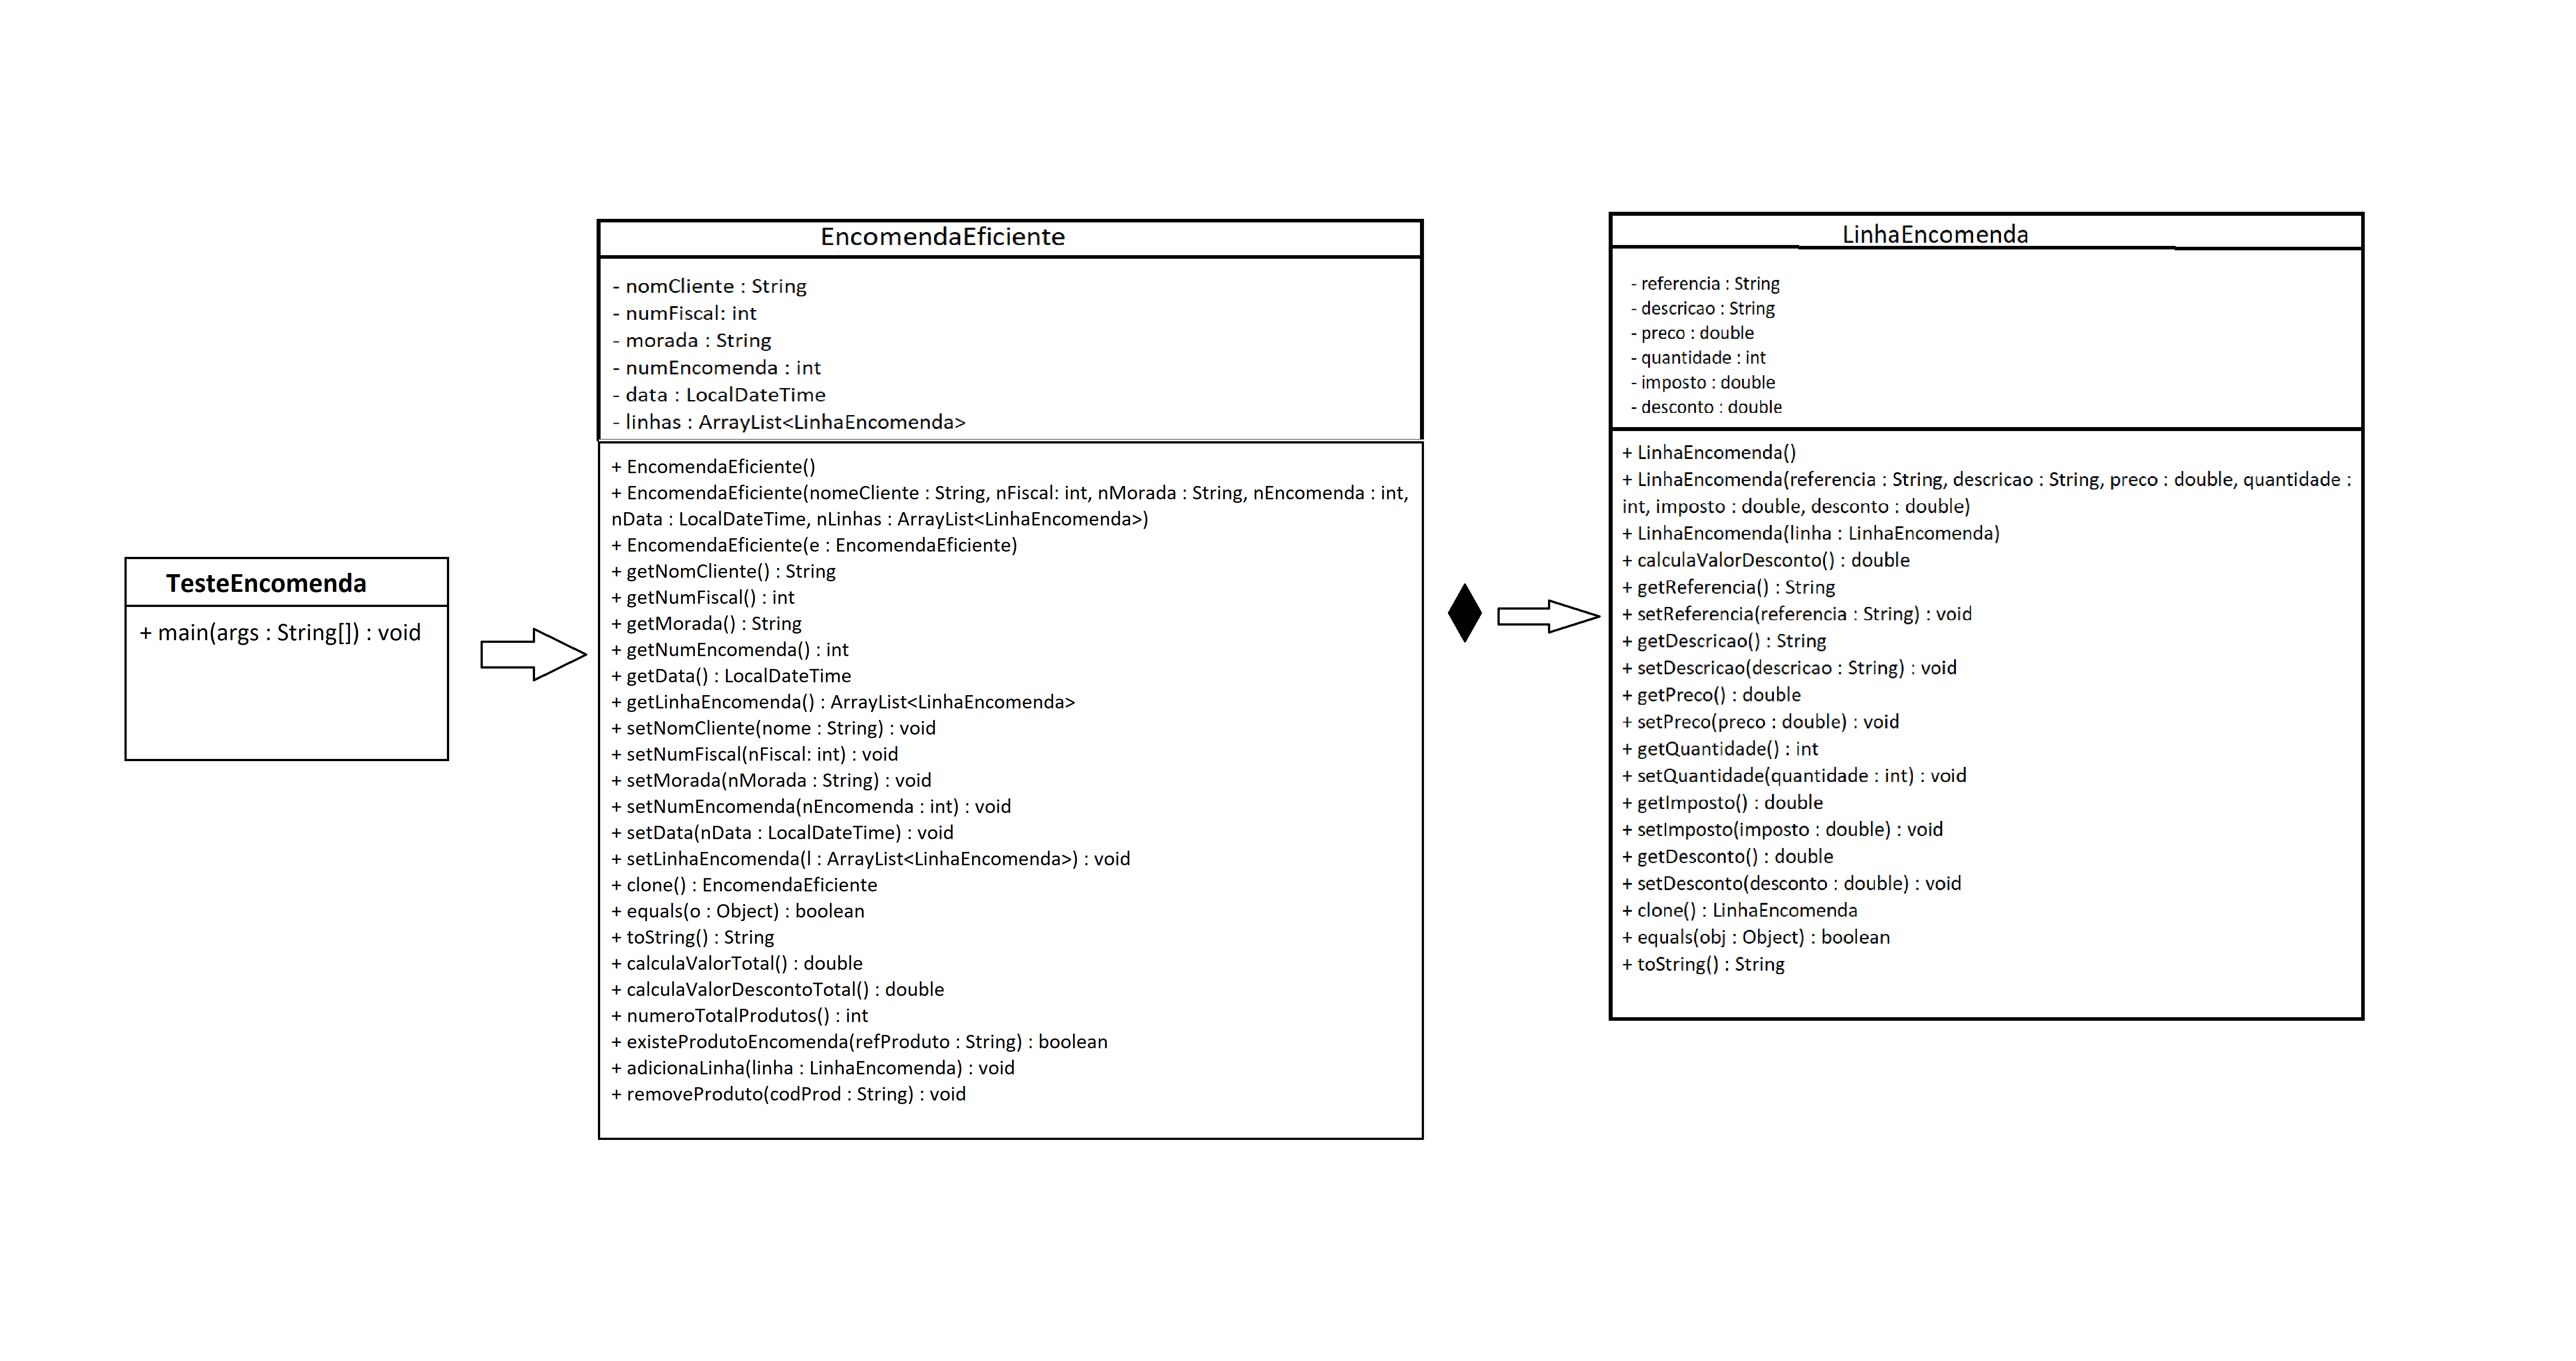 TesteEncomenda
+ main(args : String[]) : void
EncomendaEficiente
- nomCliente : String
- numFiscal: int
- morada : String
- numEncomenda : int
- data : LocalDateTime
- linhas : ArrayList<LinhaEncomenda>
+ EncomendaEficiente()
+ EncomendaEficiente(nomeCliente : String, nFiscal: int, nMorada : String, nEncomenda : int,
nData : LocalDateTime, nLinhas : ArrayList<LinhaEncomenda>)
+ EncomendaEficiente(e : EncomendaEficiente)
+ getNomCliente() : String
+ getNumFiscal() : int
+ getMorada() : String
+ getNumEncomenda() : int
+ getData() : LocalDateTime
+ getLinhaEncomenda() : ArrayList<LinhaEncomenda>
+ setNomCliente(nome : String) : void
+ setNumFiscal(nFiscal: int) : void
+ setMorada(nMorada : String) : void
+ setNumEncomenda(nEncomenda : int) : void
+ setData(nData : LocalDateTime) : void
+ setLinhaEncomenda(l : ArrayList<LinhaEncomenda>) : void
+ clone() : EncomendaEficiente
+ equals(o : Object) : boolean
+ toString() : String
+ calculaValorTotal() : double
+ calculaValorDescontoTotal() : double
+ numeroTotalProdutos() : int
+ existeProdutoEncomenda(refProduto : String) : boolean
+ adicionaLinha(linha : LinhaEncomenda) : void
+ removeProduto(codProd : String) : void
LinhaEncomenda
- referencia : String
- descricao : String
- preco : double
- quantidade : int
- imposto : double
- desconto : double
+ LinhaEncomenda()
+ LinhaEncomenda(referencia : String, descricao : String, preco : double, quantidade :
int, imposto : double, desconto : double)
+ LinhaEncomenda(linha : LinhaEncomenda)
+ calculaValorDesconto() : double
+ getReferencia() : String
+ setReferencia(referencia : String) : void
+ getDescricao() : String
+ setDescricao(descricao : String) : void
+ getPreco() : double
+ setPreco(preco : double) : void
+ getQuantidade() : int
+ setQuantidade(quantidade : int) : void
+ getImposto() : double
+ setImposto(imposto : double) : void
+ getDesconto() : double
+ setDesconto(desconto : double) : void
+ clone() : LinhaEncomenda
+ equals(obj : Object) : boolean
+ toString() : String